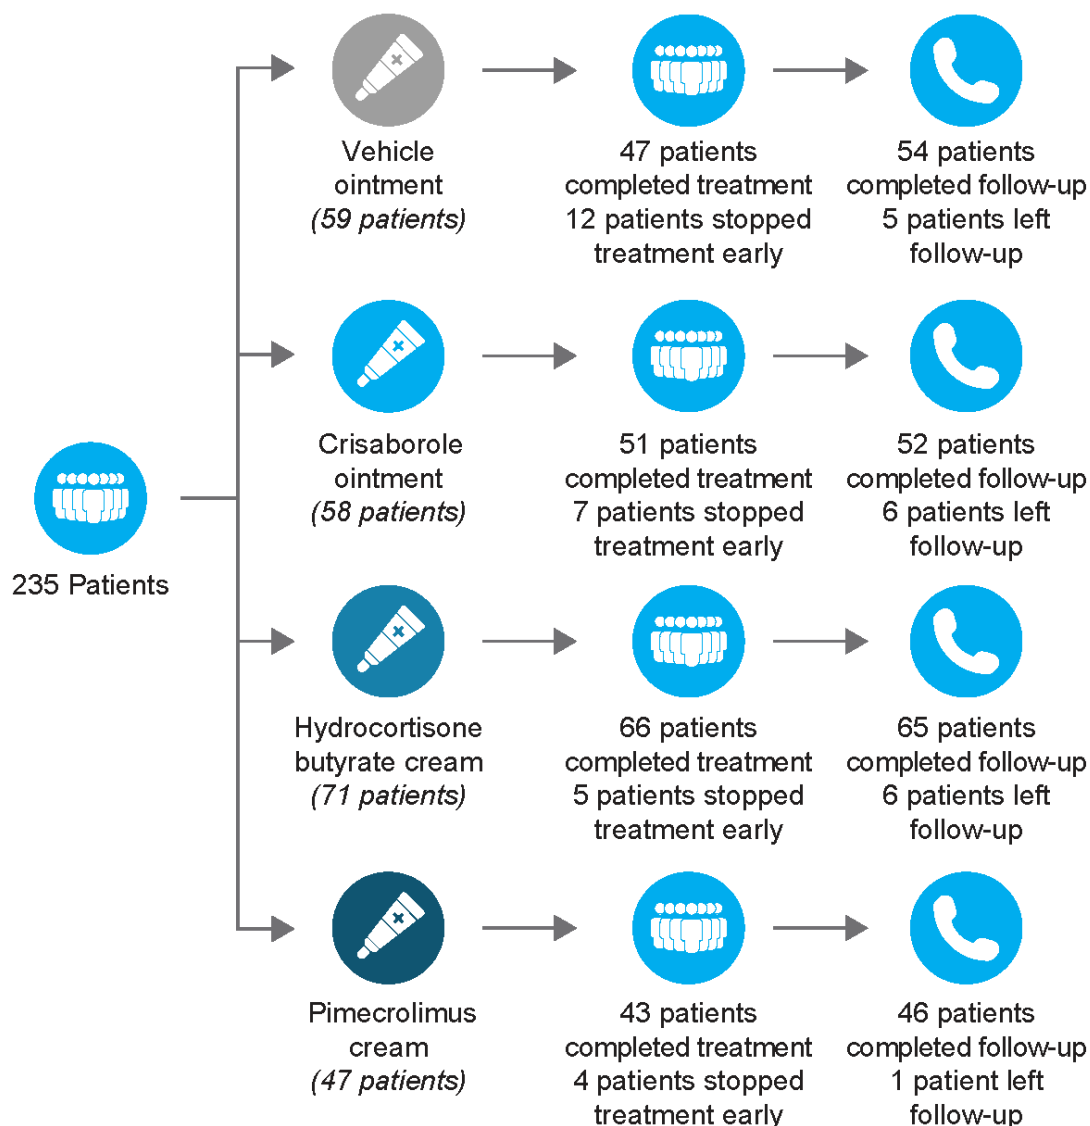 Vehicle
ointment
(59 patients)
47 patients
completed treatment
12 patients stopped
treatment early
54 patients
completed follow-up
5 patients left
follow-up
Crisaborole
ointment
(58 patients)
51 patients
completed treatment
7 patients stopped
treatment early
52 patients
completed follow-up
6 patients left
follow-up
235 Patients
Hydrocortisone
butyrate cream
(71 patients)
66 patients
completed treatment
5 patients stopped
treatment early
65 patients
completed follow-up
6 patients left
follow-up
Pimecrolimus
cream
(47 patients)
43 patients
completed treatment
4 patients stopped
treatment early
46 patients
completed follow-up
1 patient left
follow-up